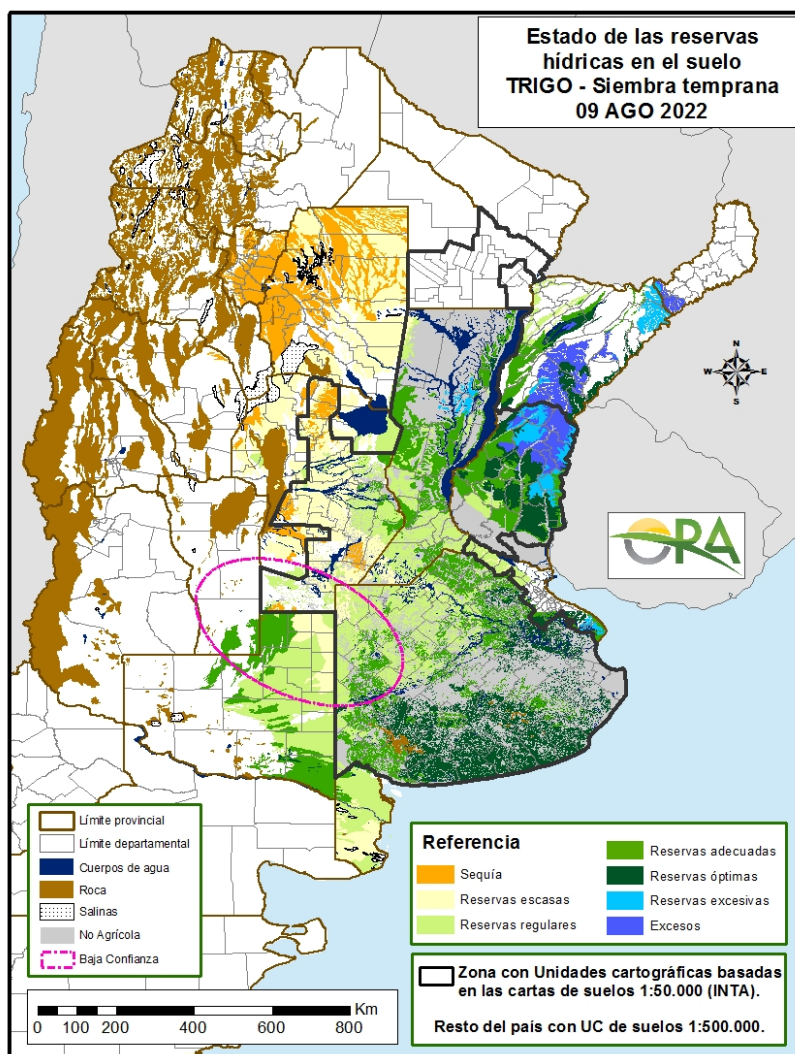 Estado de las reservas
hídricas en el suelo
TRIGO - Siembra temprana
09 AGO 2022
N
W E
S
ORA
Límite provincial
Límite departamental
Cuerpos de agua
Roca
Salinas
No Agrícola
Baja Confianza
Referencia
Sequía
Reservas escasas
Reservas regulares
Reservas adecuadas
Reservas óptimas
Reservas excesivas
Excesos
Zona con Unidades cartográficas basadas
en las cartas de suelos 1:50.000 (INTA).
Resto del país con UC de suelos 1:500.000.
Km
0 100 200 400 600 800